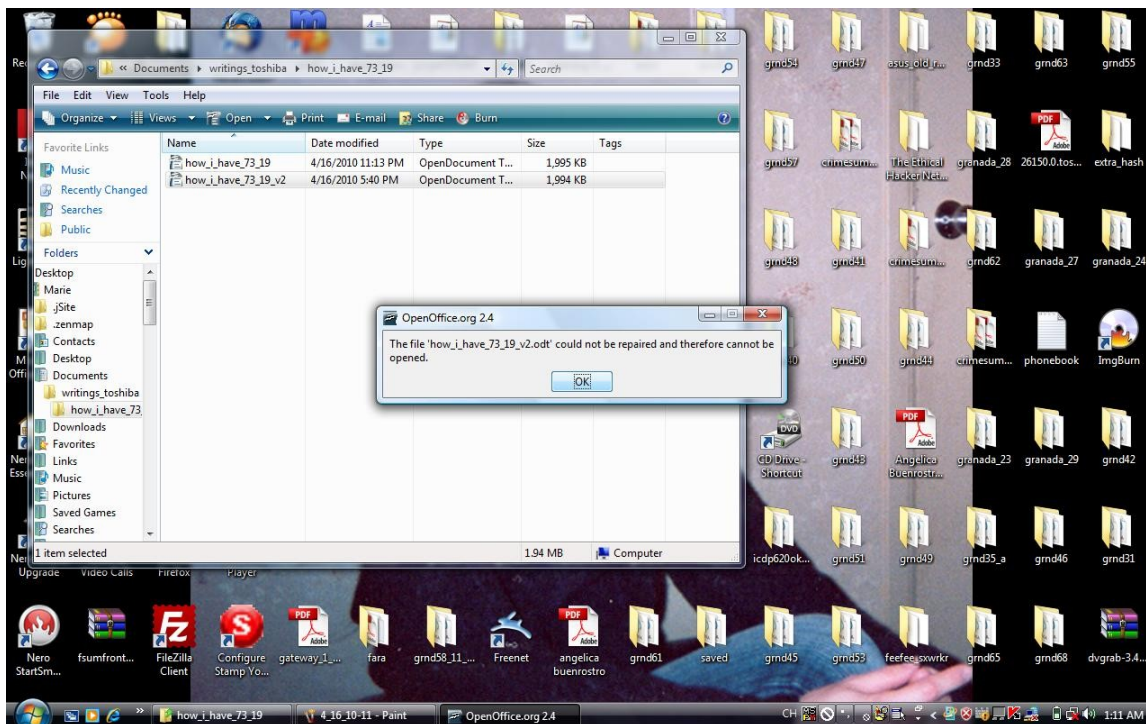 « Documents ▸ writings_toshiba ▸ how_i_have_73_19
Search
File Edit View Tools Help
Organize Views Open Print E-mail Share Burn
Favorite Links
Music
Recently Changed
Searches
Public
Folders
Desktop
Marie
.jSite
.zenmap
Contacts
Desktop
Documents
writings_toshiba
how_i_have_73
Downloads
Favorites
Links
Music
Pictures
Saved Games
Searches
Name Date modified Type Size Tags
how_i_have_73_19 4/16/2010 11:13 PM OpenDocument T... 1,995 KB
how_i_have_73_19_v2 4/16/2010 5:40 PM OpenDocument T... 1,994 KB
1 item selected 1.94 MB Computer
OpenOffice.org 2.4
The file 'how_i_have_73_19_v2.odt' could not be repaired and therefore cannot be
opened.
OK
grnd54 grnd47 asus_old_r... grnd33 grnd63 grnd55
grnd57 crimesum... The Ethical Hacker Net... granada_28 26150.0.tos... extra_hash
grnd48 grnd41 crimesum... grnd62 granada_27 granada_24
grnd50 grnd44 crimesum... phonebook ImgBurn
CD Drive - Shortcut grnd43 Angelica Buenrostr... granada_23 granada_29 grnd42
icdp620ok... grnd51 grnd49 grnd35_a grnd46 grnd31
Upgrade Video Calls Firefox Player
Nero StartSm... fsumfront... FileZilla Client Configure Stamp Yo... gateway_1_... fara grnd58_11_... Freenet angelica buenrostro grnd61 saved grnd45 grnd53 feefee_sxwrkr grnd65 grnd68 dvgrab-3.4...
how_i_have_73_19 4_16_10-11 - Paint OpenOffice.org 2.4 CH 1:11 AM